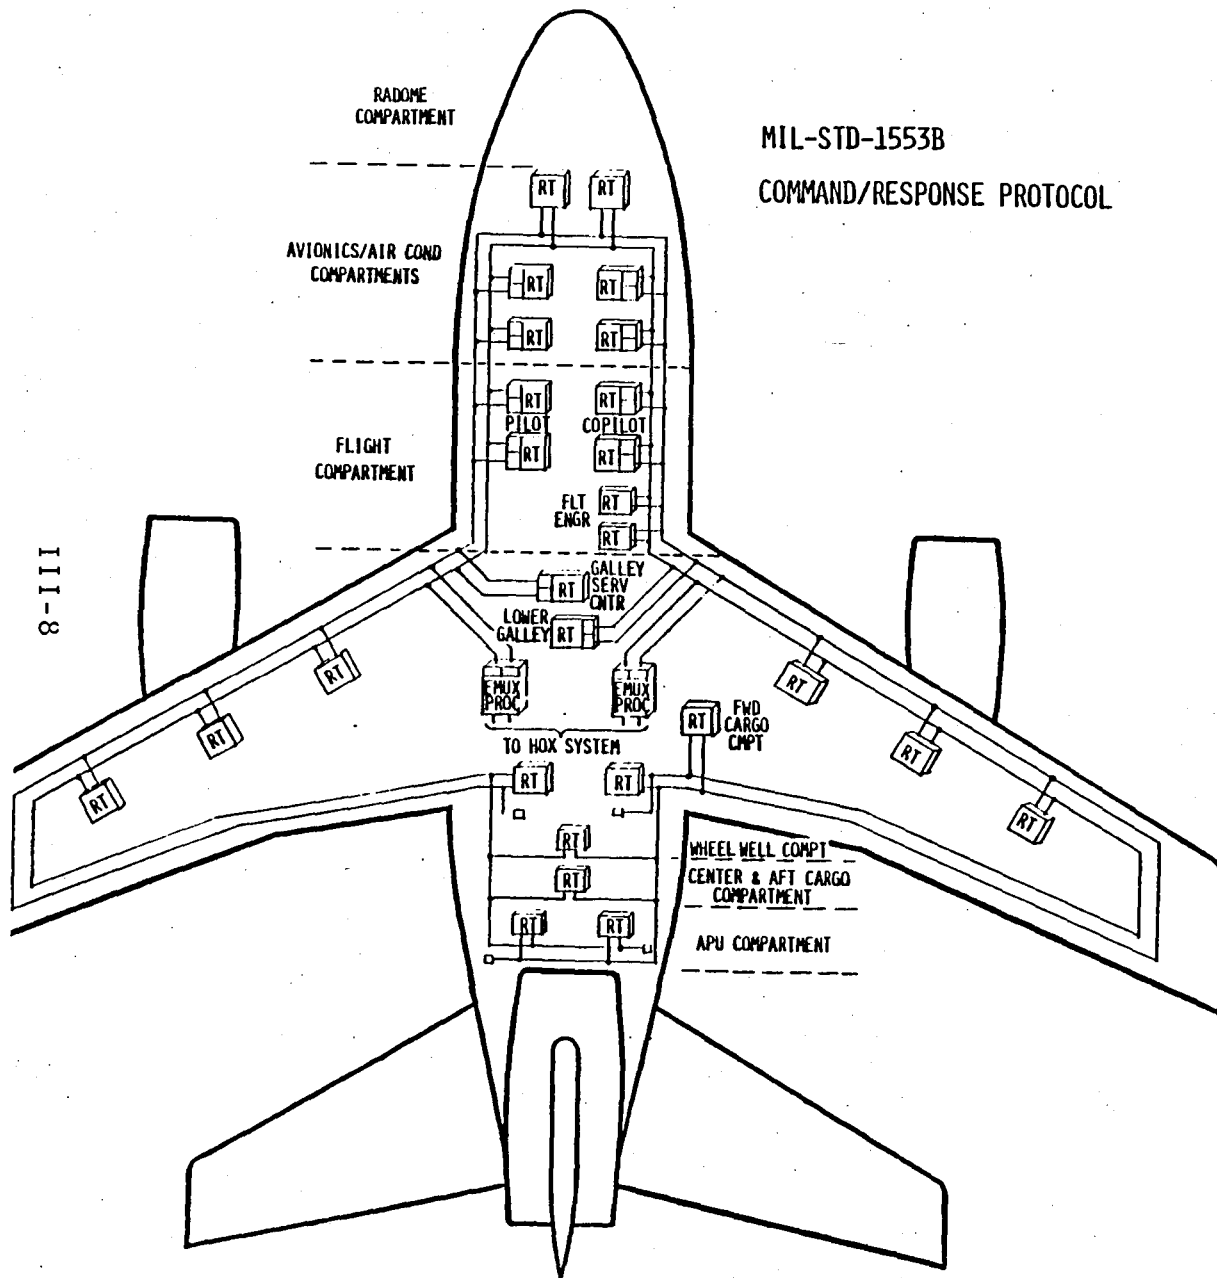 RADOME
COMPARTMENT
MIL-STD-1553B
COMMAND/RESPONSE PROTOCOL
RT
RT
AVIONICS/AIR COND
COMPARTMENTS
RT
RT
RT
RT
RT
RT
PILOT
COPILOT
FLIGHT
COMPARTMENT
RT
RT
FLT
ENGR
RT
RT
III-8
GALLEY
SERV
CNTR
RT
LOWER
GALLEY
RT
RT
RT
RT
RT
RT
RT
EMUX
PROC
EMUX
PROC
RT
FWD
CARGO
CMPT
TO HOX SYSTEM
RT
RT
RT
WHEEL WELL COMPT
RT
CENTER & AFT CARGO
COMPARTMENT
RT
RT
APU COMPARTMENT